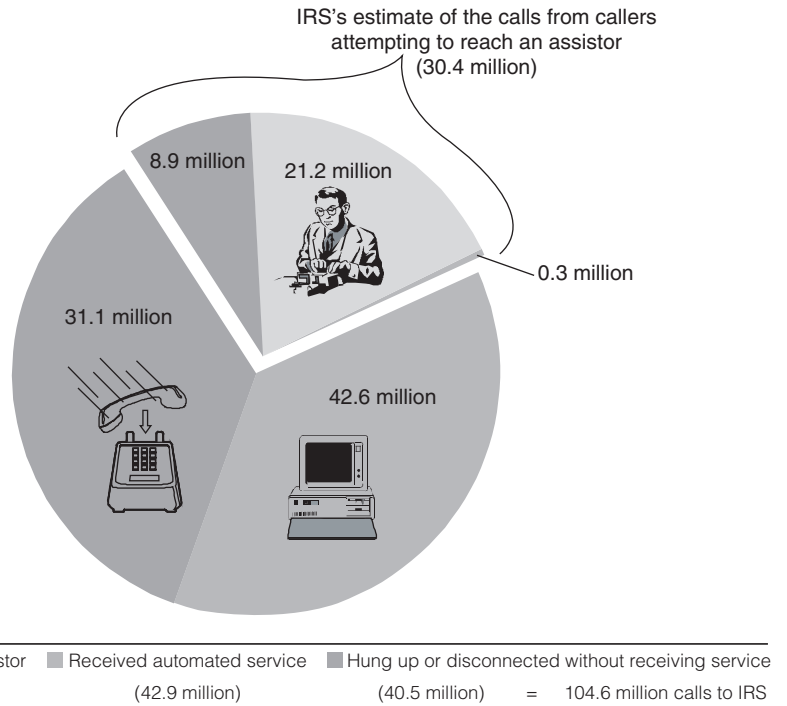 IRS's estimate of the calls from callers
attempting to reach an assistor
(30.4 million)
8.9 million
21.2 million
0.3 million
31.1 million
42.6 million
stor Received automated service Hung up or disconnected without receiving service
(42.9 million) (40.5 million) = 104.6 million calls to IRS